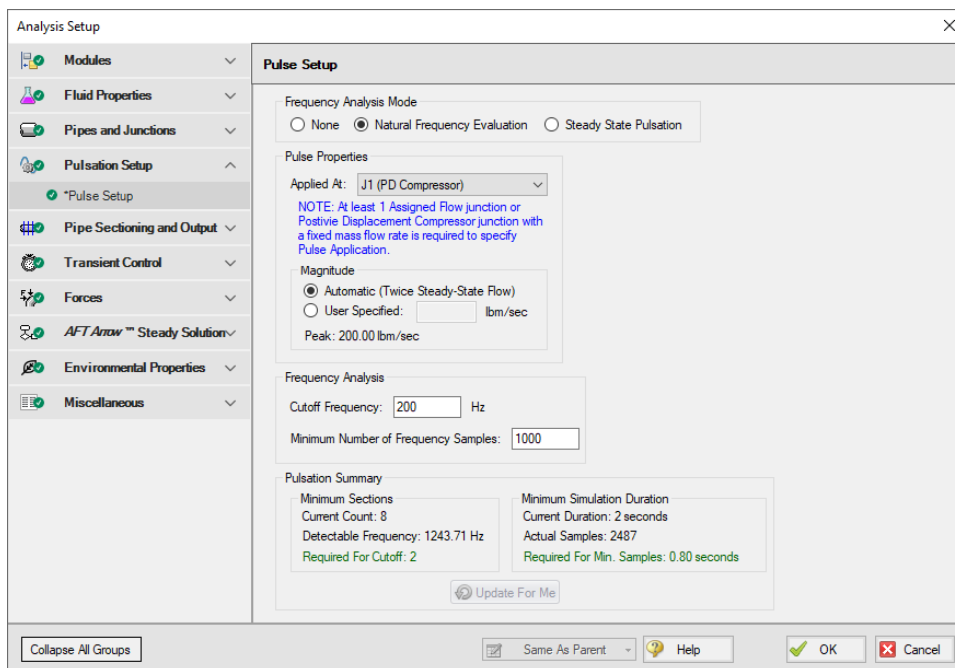 Analysis Setup
Modules
Fluid Properties
Pipes and Junctions
Pulsation Setup
*Pulse Setup
Pipe Sectioning and Output
Transient Control
Forces
AFT Arrow ™ Steady Solution
Environmental Properties
Miscellaneous
Collapse All Groups
Pulse Setup
Frequency Analysis Mode
None Natural Frequency Evaluation Steady State Pulsation
Pulse Properties
Applied At: J1 (PD Compressor)
NOTE: At least 1 Assigned Flow junction or
Postivie Displacement Compressor junction with
a fixed mass flow rate is required to specify
Pulse Application.
Magnitude
Automatic (Twice Steady-State Flow)
User Specified: lbm/sec
Peak: 200.00 lbm/sec
Frequency Analysis
Cutoff Frequency: 200 Hz
Minimum Number of Frequency Samples: 1000
Pulsation Summary
Minimum Sections
Current Count: 8
Detectable Frequency: 1243.71 Hz
Required For Cutoff: 2
Minimum Simulation Duration
Current Duration: 2 seconds
Actual Samples: 2487
Required For Min. Samples: 0.80 seconds
Update For Me
Same As Parent Help OK Cancel